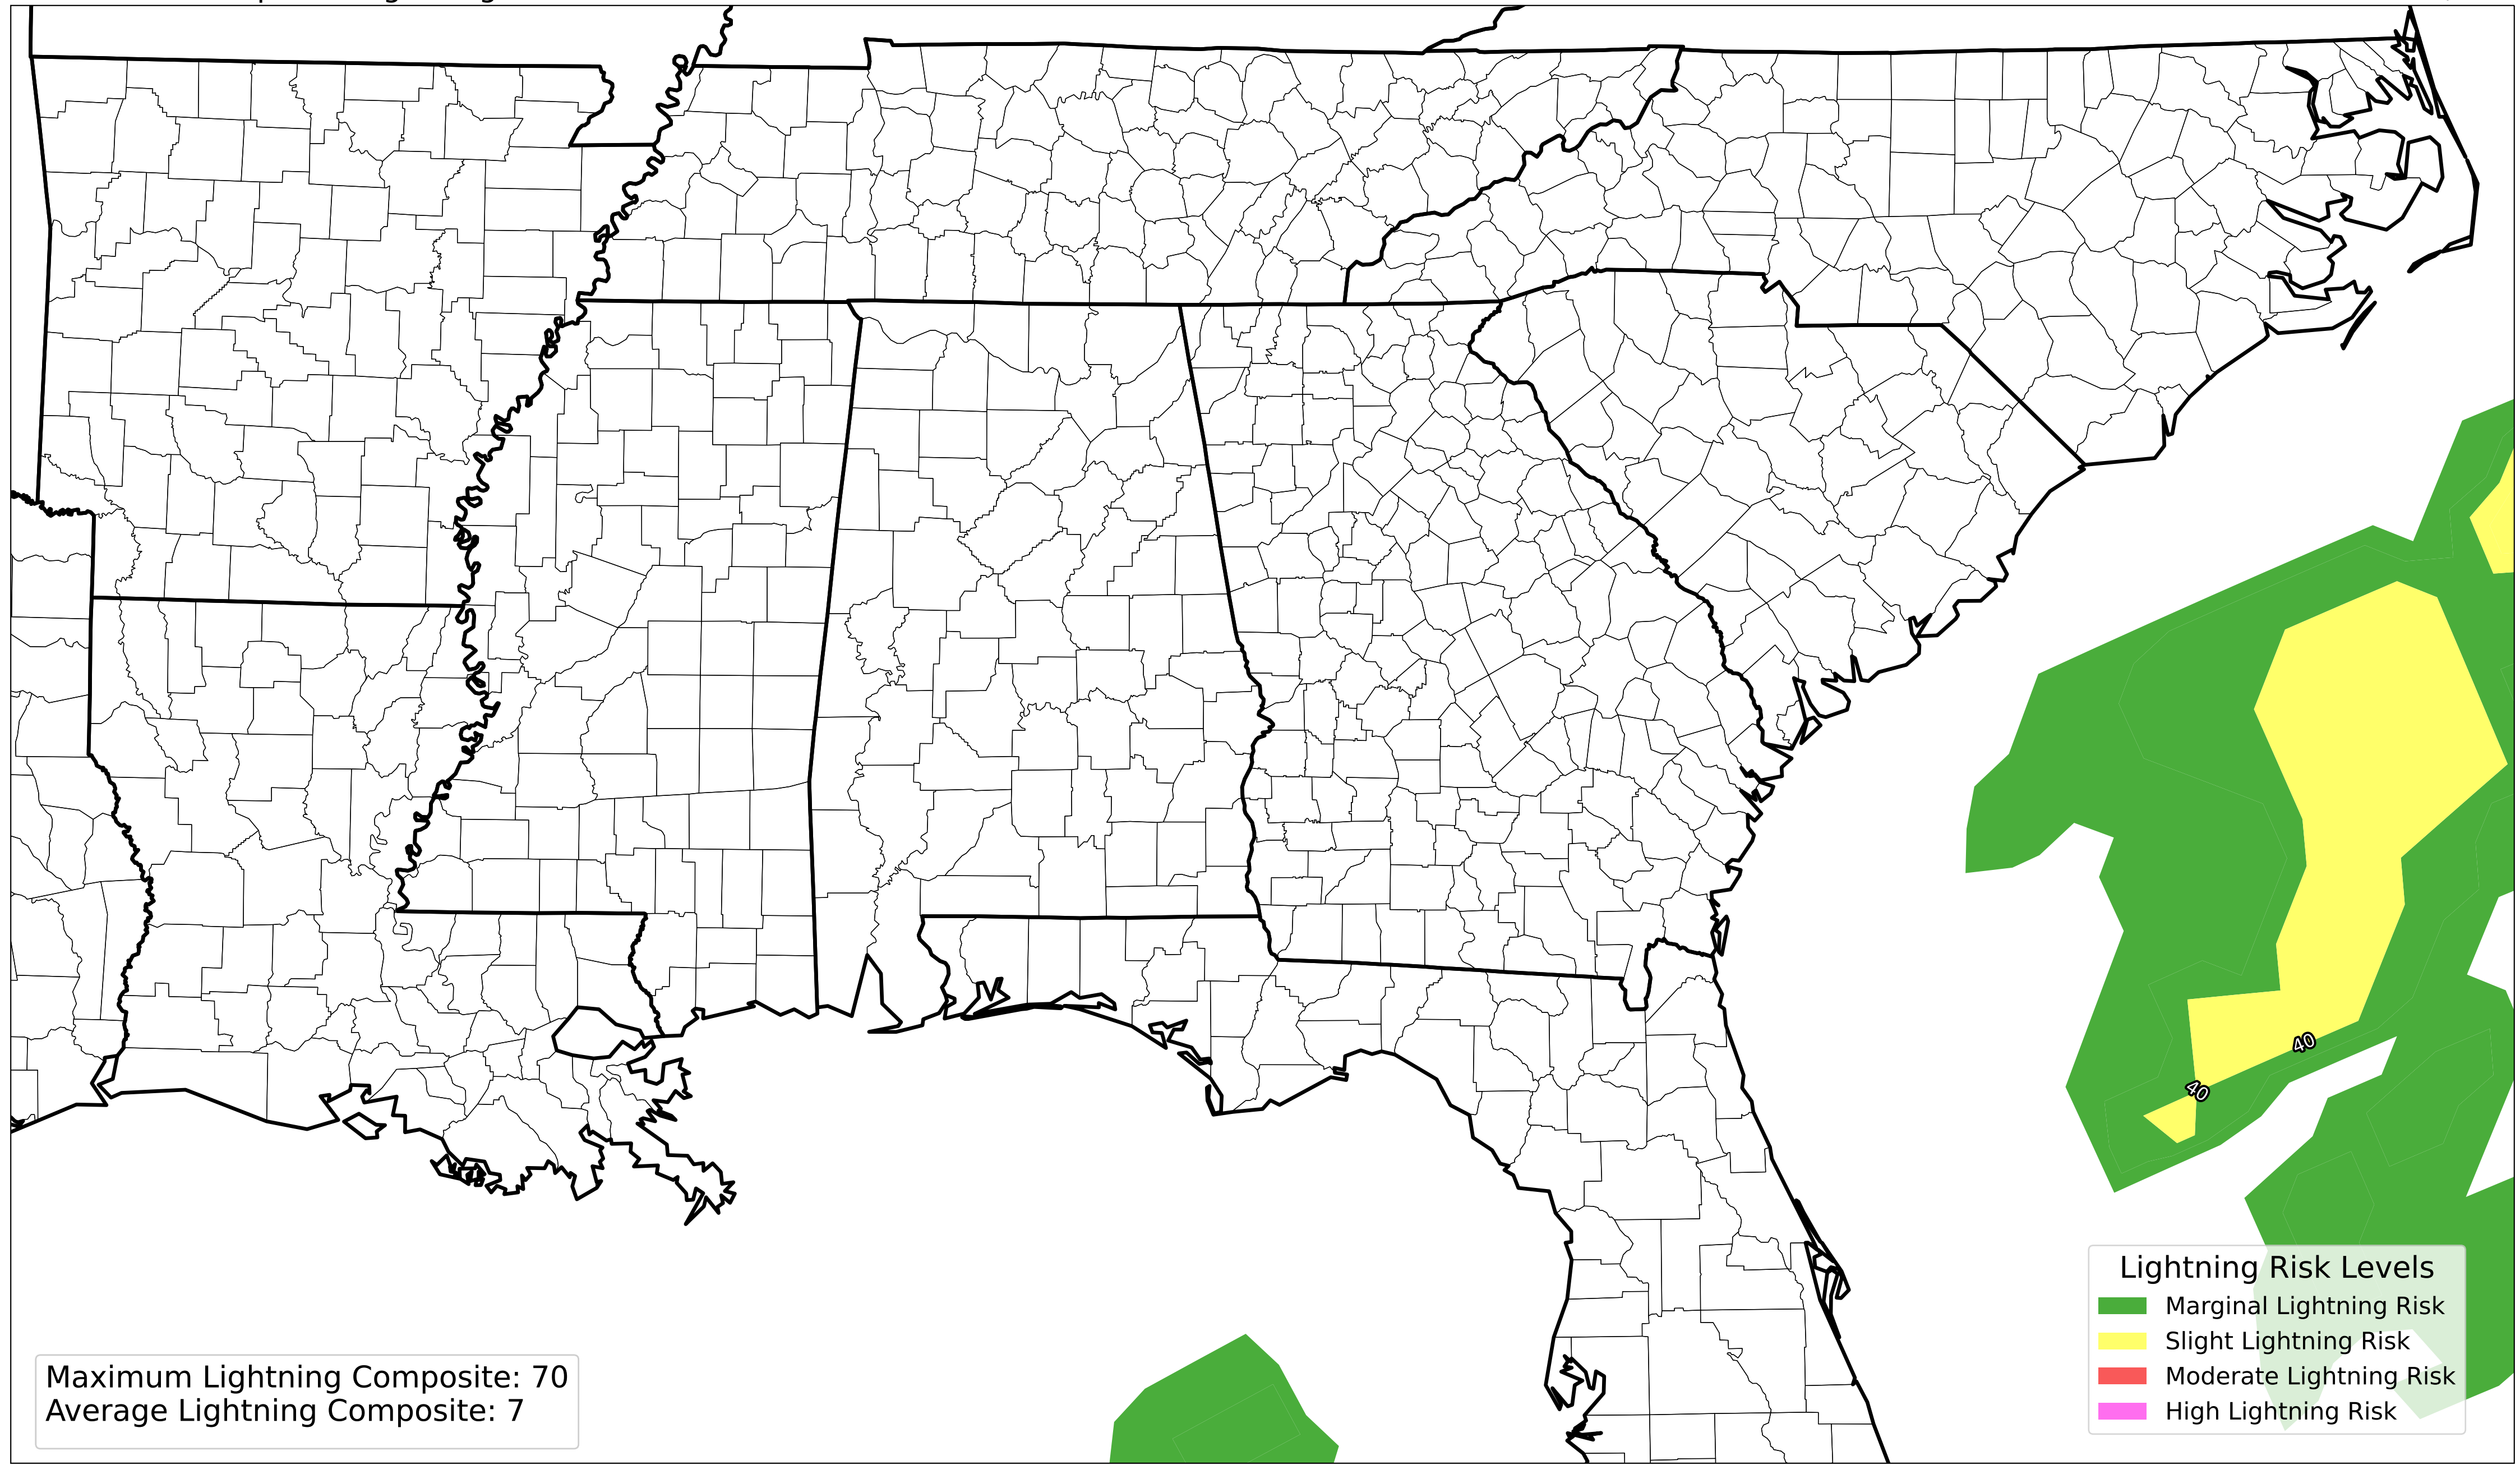 40
40
Lightning Risk Levels
Marginal Lightning Risk
Slight Lightning Risk
Moderate Lightning Risk
High Lightning Risk
Maximum Lightning Composite: 70
Average Lightning Composite: 7